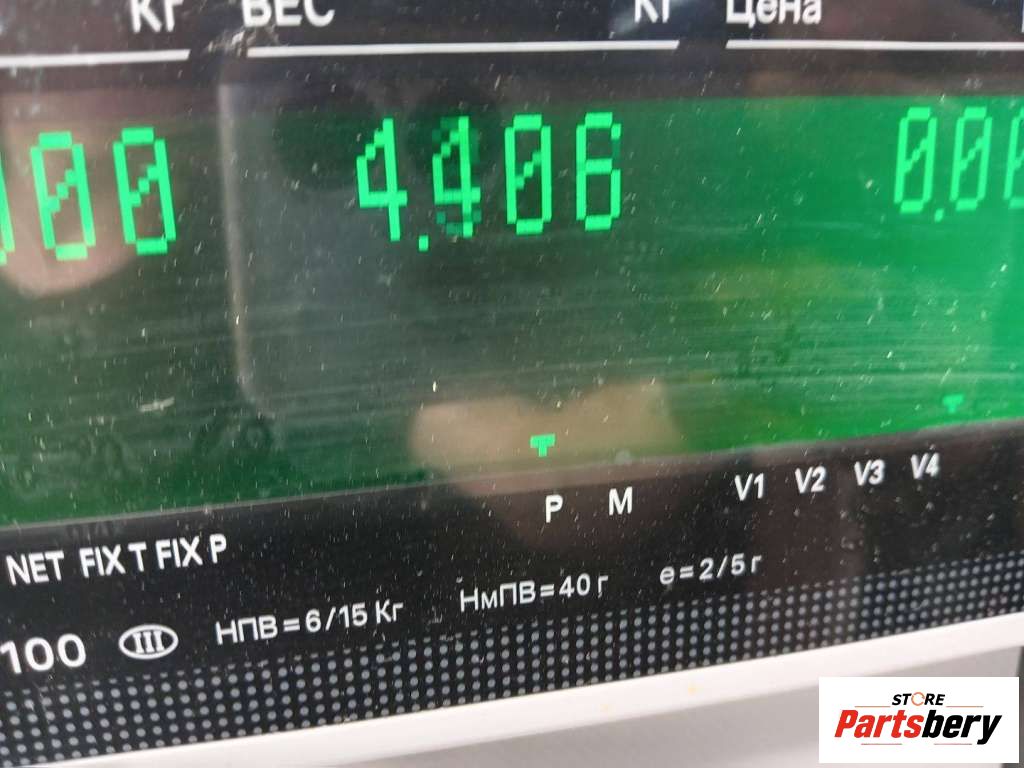 Кг ВЕС Кг Цена
00 4.406 0.00
P M V1 V2 V3 V4
NET FIX T FIX P
100 III НПВ=6/15 Кг НмПВ=40 г е=2/5 г
STORE
Partsbery